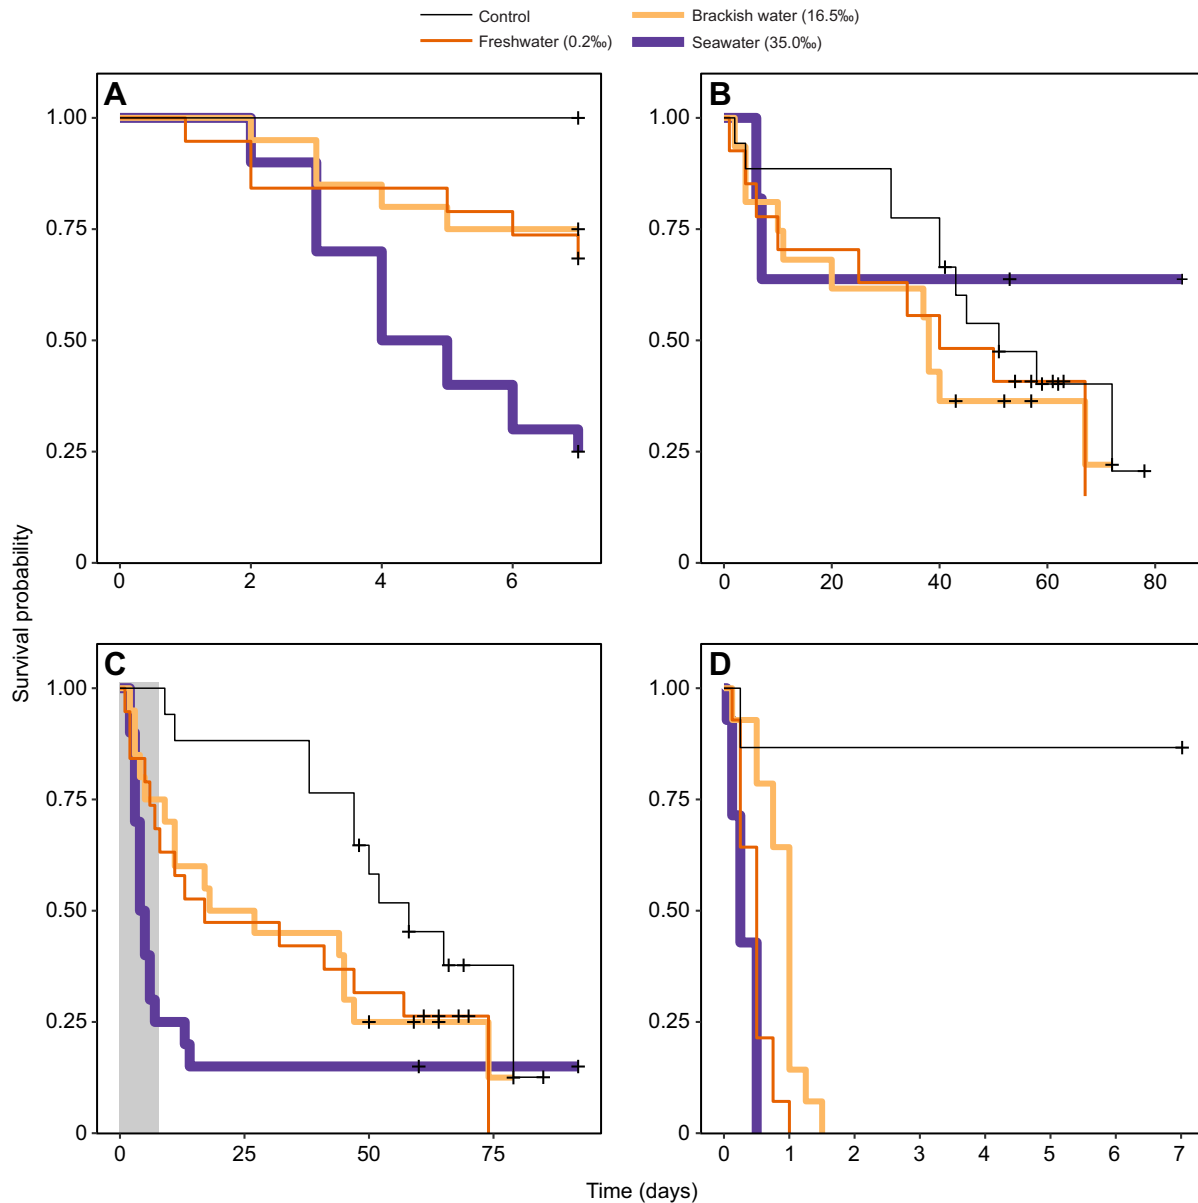 Control
Brackish water (16.5‰)
Freshwater (0.2‰)
Seawater (35.0‰)
A
B
1.00
1.00
0.75
0.75
0.50
0.50
0.25
0.25
0
0
0 2 4 6
0 20 40 60 80
Survival probability
C
D
1.00
1.00
0.75
0.75
0.50
0.50
0.25
0.25
0
0
0 25 50 75
0 1 2 3 4 5 6 7
Time (days)